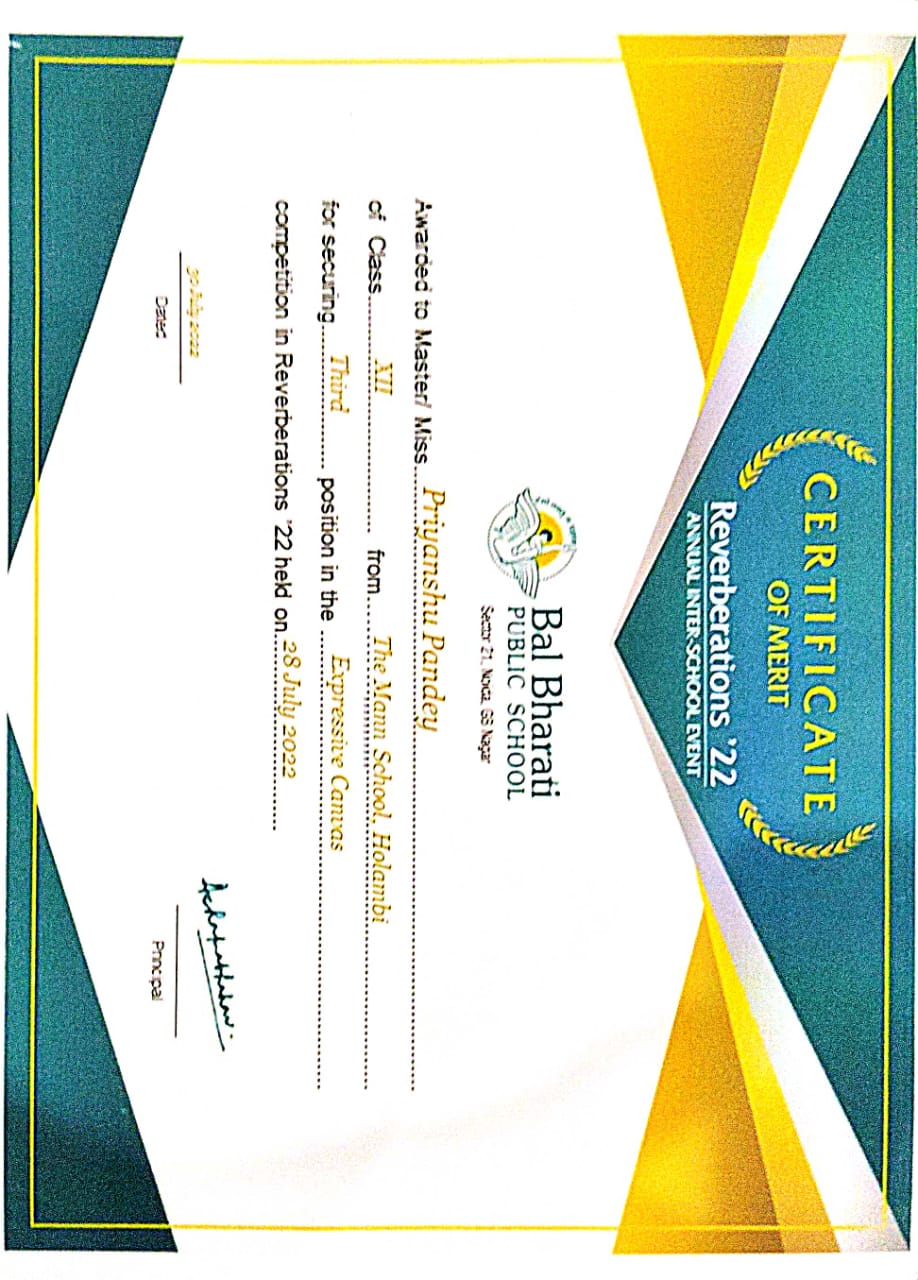 CERTIFICATE
OF MERIT
Reverberations '22
ANNUAL INTER-SCHOOL EVENT
Bal Bharati
PUBLIC SCHOOL
Sector 21, Noida, GB Nagar
Awarded to Master/ Miss Priyanshu Pandey
of Class XII from The Mann School, Holambi
for securing Third position in the Expressive Canvas
competition in Reverberations '22 held on 28 July 2022
30 July 2022
Dated
Principal